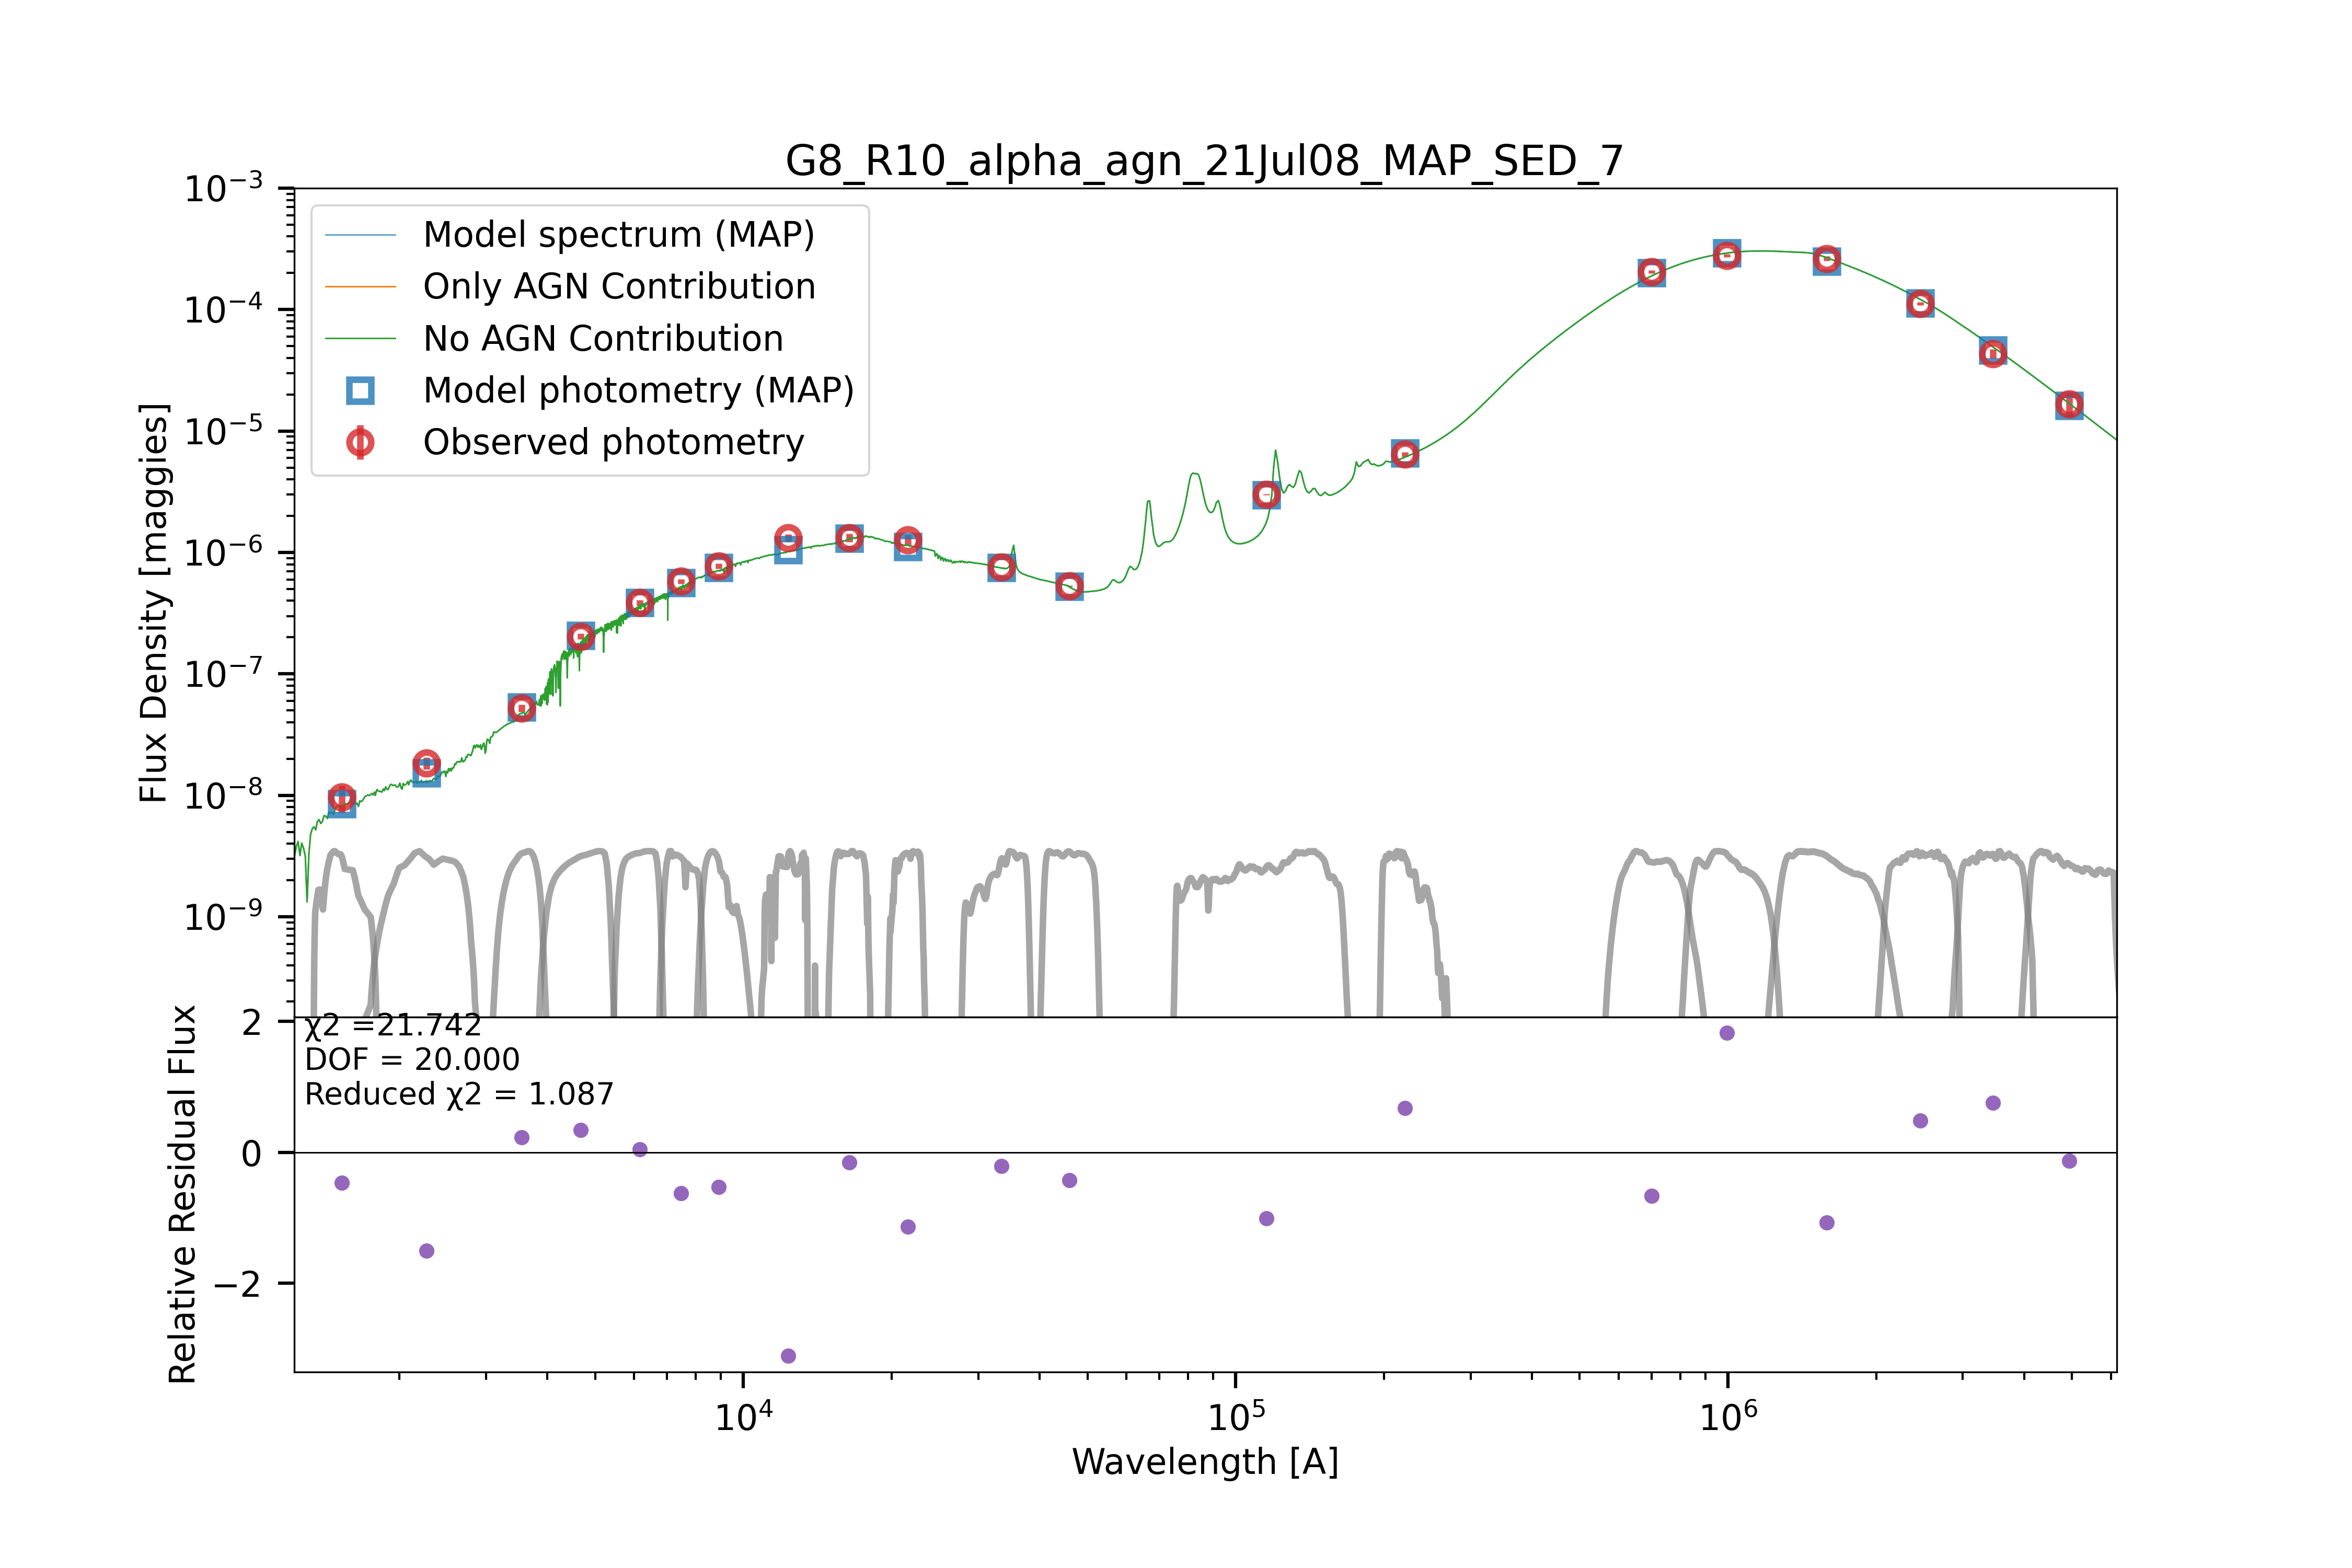 G8_R10_alpha_agn_21Jul08_MAP_SED_7
Flux Density [maggies]
10⁻³
10⁻⁴
10⁻⁵
10⁻⁶
10⁻⁷
10⁻⁸
10⁻⁹
Model spectrum (MAP)
Only AGN Contribution
No AGN Contribution
Model photometry (MAP)
Observed photometry
Relative Residual Flux
2
0
−2
χ2 =21.742
DOF = 20.000
Reduced χ2 = 1.087
10⁴ 10⁵ 10⁶
Wavelength [A]